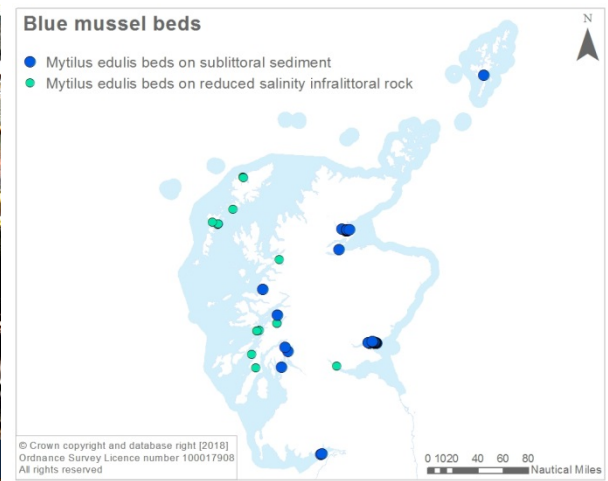 Blue mussel beds
Mytilus edulis beds on sublittoral sediment
Mytilus edulis beds on reduced salinity infralittoral rock
N
© Crown copyright and database right [2018]
Ordnance Survey Licence number 100017908
All rights reserved
0 1020 40 60 80
Nautical Miles